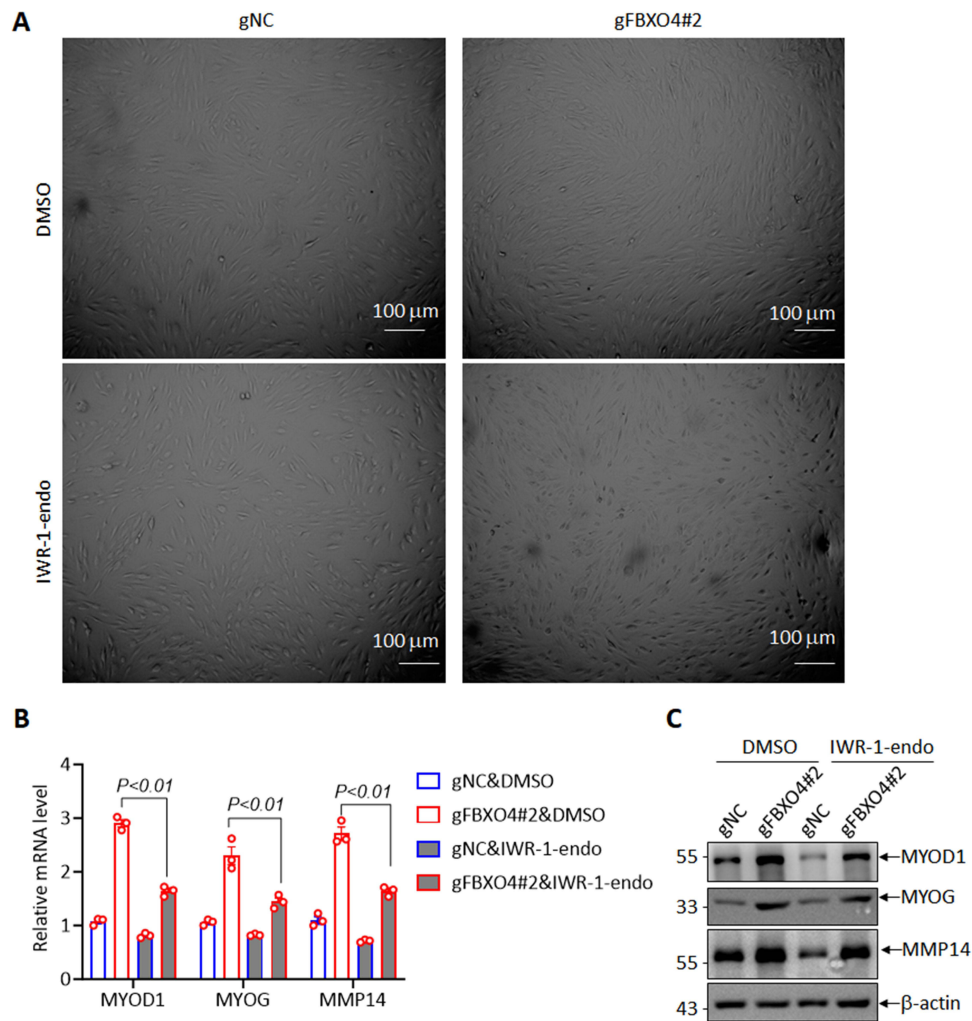 A
gNC
gFBXO4#2
DMSO
100 μm
100 μm
IWR-1-endo
100 μm
100 μm
B
Relative mRNA level
4
3
2
1
0
P<0.01
P<0.01
P<0.01
MYOD1
MYOG
MMP14
gNC&DMSO
gFBXO4#2&DMSO
gNC&IWR-1-endo
gFBXO4#2&IWR-1-endo
C
DMSO
IWR-1-endo
gNC
gFBXO4#2
gNC
gFBXO4#2
55
MYOD1
33
MYOG
55
MMP14
43
β-actin